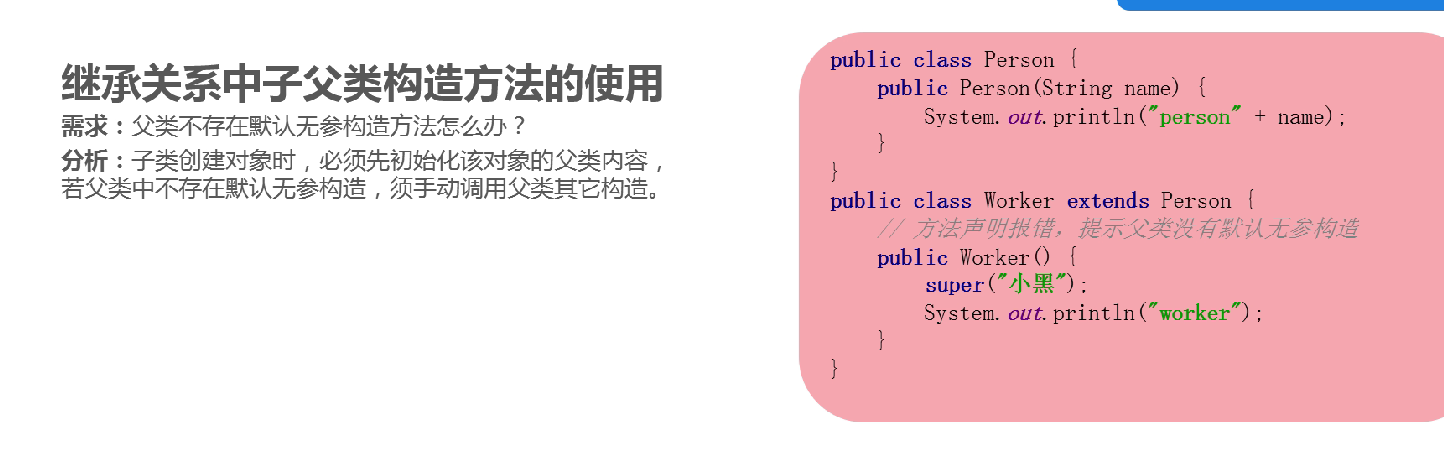 继承关系中子父类构造方法的使用
需求：父类不存在默认无参构造方法怎么办？
分析：子类创建对象时，必须先初始化该对象的父类内容，
若父类中不存在默认无参构造，须手动调用父类其它构造。
public class Person {
    public Person(String name) {
        System.out.println("person" + name);
    }
}
public class Worker extends Person {
    // 方法声明报错，提示父类没有默认无参构造
    public Worker() {
        super("小黑");
        System.out.println("worker");
    }
}